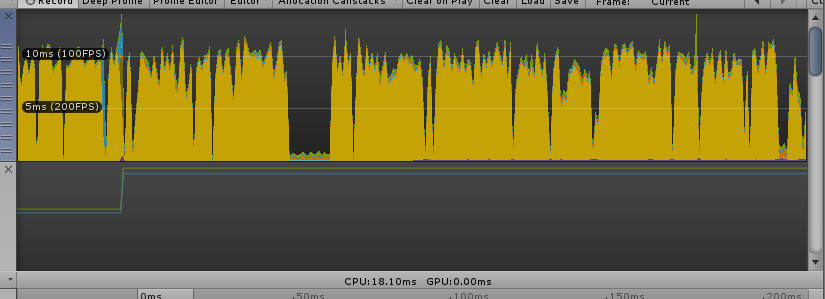 Record Deep Profile Profile Editor Editor Allocation Callstacks Clear on Play Clear Load Save Frame: Current
10ms (100FPS)
5ms (200FPS)
CPU:18.10ms GPU:0.00ms
0ms 50ms 100ms 150ms 200ms